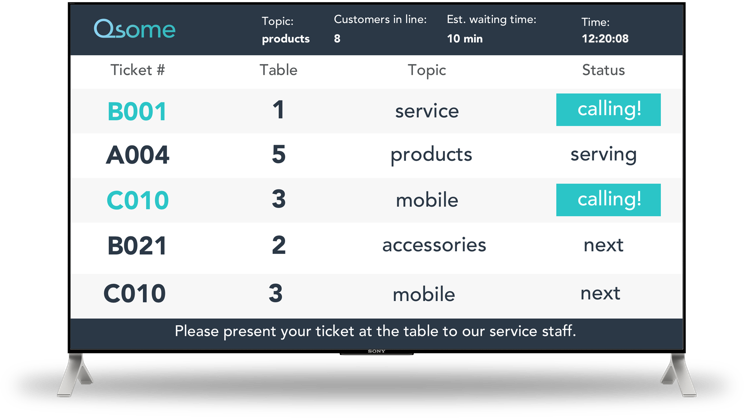 Qsome
Topic: Customers in line: Est. waiting time: Time:
products 8 10 min 12:20:08
Ticket # Table Topic Status
B001 1 service calling!
A004 5 products serving
C010 3 mobile calling!
B021 2 accessories next
C010 3 mobile next
Please present your ticket at the table to our service staff.
SONY